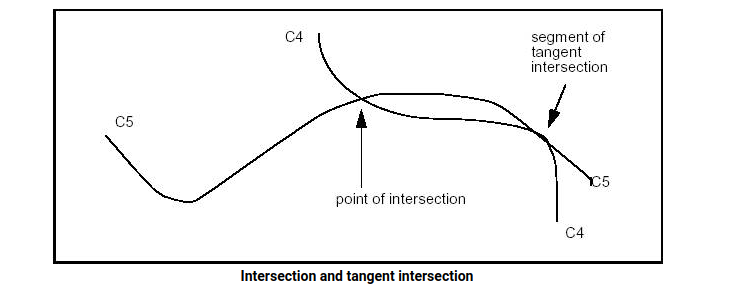 C4
segment of
tangent
intersection
C5
C5
point of intersection
C4
Intersection and tangent intersection